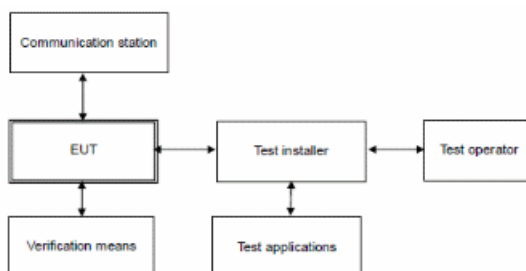 Communication station
EUT
Test installer
Test operator
Verification means
Test applications